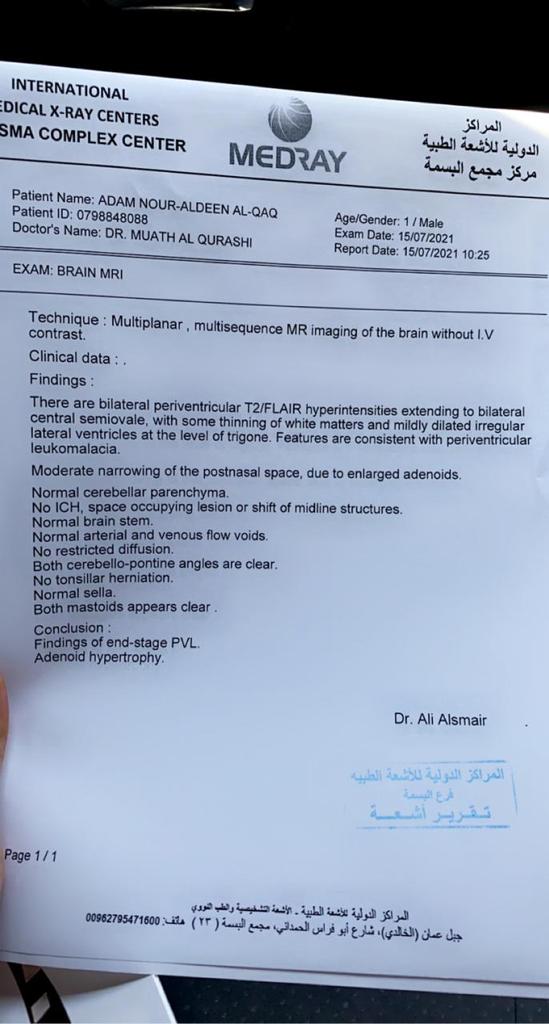 INTERNATIONAL
EDICAL X-RAY CENTERS
SMA COMPLEX CENTER
MEDRAY
المراكز
الدولية للأشعة الطبية
مركز مجمع البسمة
Patient Name: ADAM NOUR-ALDEEN AL-QAQ
Patient ID: 0798848088
Doctor's Name: DR. MUATH AL QURASHI
Age/Gender: 1 / Male
Exam Date: 15/07/2021
Report Date: 15/07/2021 10:25
EXAM: BRAIN MRI
Technique : Multiplanar , multisequence MR imaging of the brain without I.V
contrast.
Clinical data : .
Findings :
There are bilateral periventricular T2/FLAIR hyperintensities extending to bilateral
central semiovale, with some thinning of white matters and mildly dilated irregular
lateral ventricles at the level of trigone. Features are consistent with periventricular
leukomalacia.
Moderate narrowing of the postnasal space, due to enlarged adenoids.
Normal cerebellar parenchyma.
No ICH, space occupying lesion or shift of midline structures.
Normal brain stem.
Normal arterial and venous flow voids.
No restricted diffusion.
Both cerebello-pontine angles are clear.
No tonsillar herniation.
Normal sella.
Both mastoids appears clear .
Conclusion :
Findings of end-stage PVL.
Adenoid hypertrophy.
Dr. Ali Alsmair .
المراكز الدولية للأشعة الطبيه
فرع البسمة
تـقـريـر أشـعـــة
Page 1 / 1
المراكز الدولية للأشعة الطبية ـ الأشعة التشخيصية والطب النووي
جبل عمان (الخالدي)، شارع أبو فراس الحمداني، مجمع البسمة ( ٢٣ ) هاتف: 00962795471600